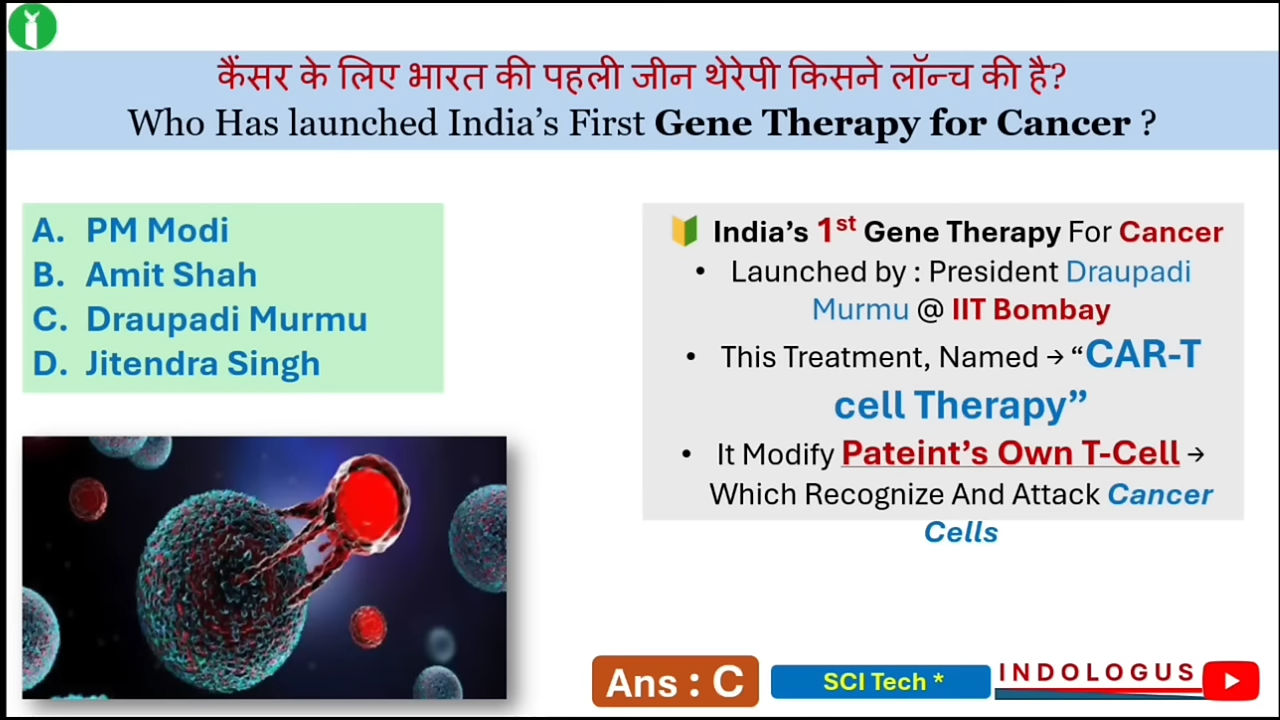 कैंसर के लिए भारत की पहली जीन थेरेपी किसने लॉन्च की है?
Who Has launched India’s First Gene Therapy for Cancer ?
A. PM Modi
B. Amit Shah
C. Draupadi Murmu
D. Jitendra Singh
India’s 1st Gene Therapy For Cancer
• Launched by : President Draupadi
Murmu @ IIT Bombay
• This Treatment, Named → “CAR-T
cell Therapy”
• It Modify Pateint’s Own T-Cell →
Which Recognize And Attack Cancer
Cells
Ans : C
SCI Tech *
INDOLOGUS